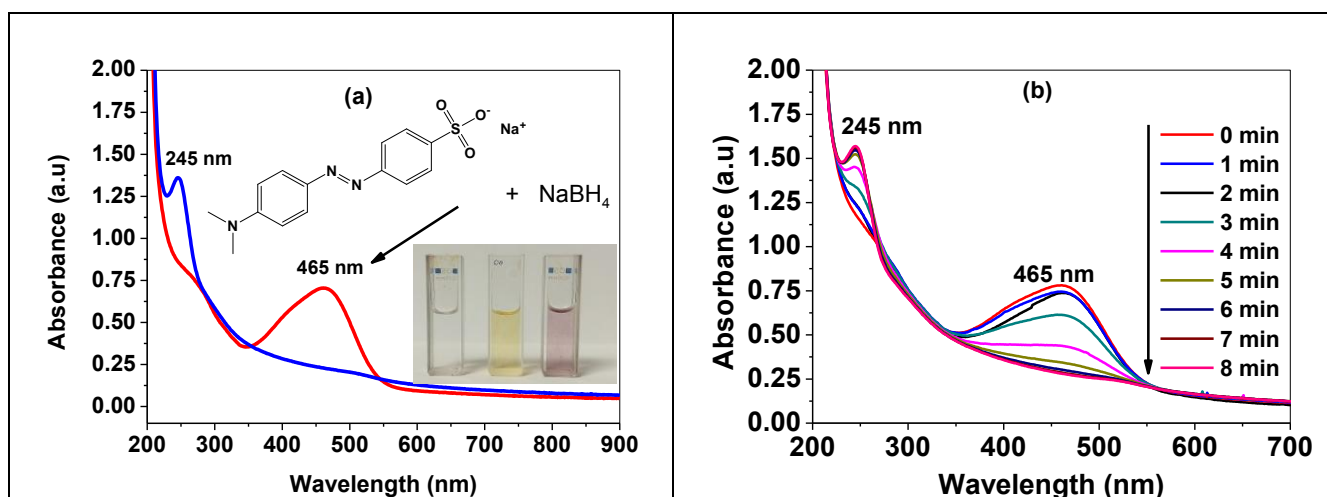 2.00
1.75
1.50
1.25
1.00
0.75
0.50
0.25
0.00
Absorbance (a.u)
(a)
245 nm
O
S
O
O-
Na+
N
N
N
+ NaBH4
465 nm
200 300 400 500 600 700 800 900
Wavelength (nm)
2.00
1.75
1.50
1.25
1.00
0.75
0.50
0.25
0.00
Absorbance (a.u)
(b)
245 nm
465 nm
0 min
1 min
2 min
3 min
4 min
5 min
6 min
7 min
8 min
200 300 400 500 600 700
Wavelength (nm)